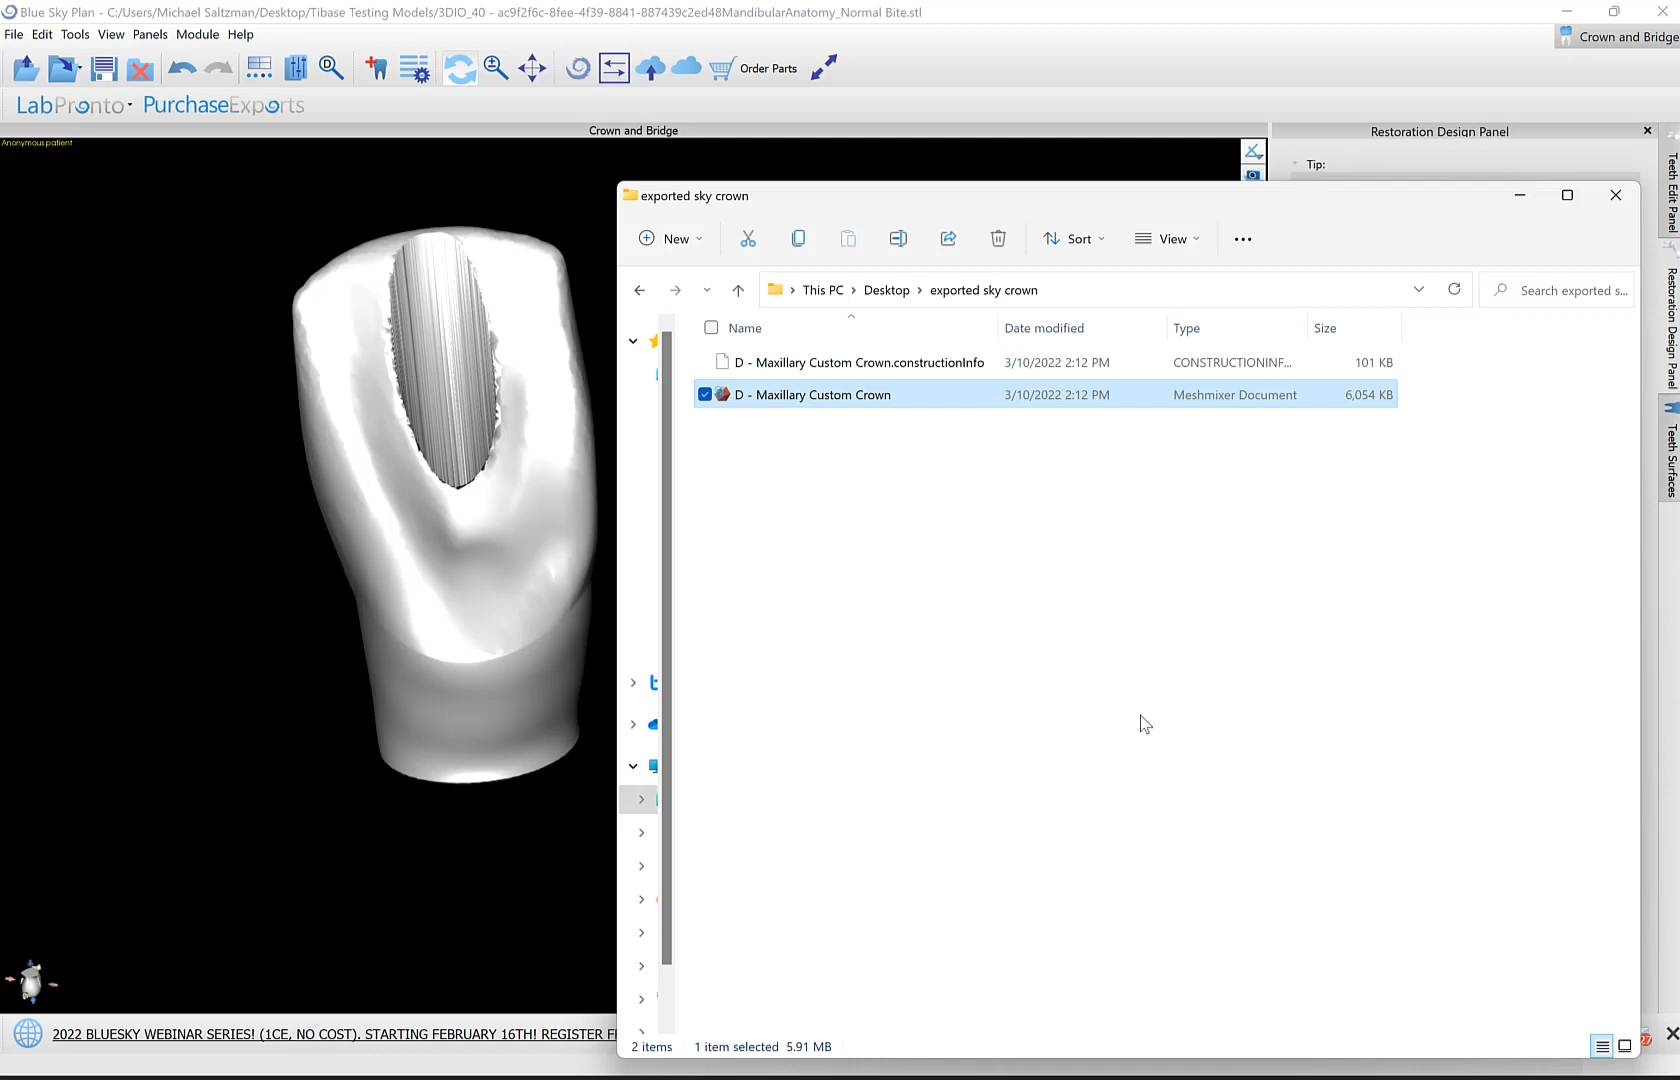 Blue Sky Plan - C:/Users/Michael Saltzman/Desktop/Tibase Testing Models/3DIO_40 - ac9f2f6c-8fee-4f39-8841-887439c2ed48MandibularAnatomy_Normal Bite.stl
File Edit Tools View Panels Module Help
Crown and Bridge
Order Parts
LabPronto PurchaseExports
Crown and Bridge
Restoration Design Panel
Anonymous patient
Tip:
Teeth Edit Panel
Restoration Design Panel
Teeth Surfaces
exported sky crown
New
Sort
View
This PC > Desktop > exported sky crown
Search exported s...
Name Date modified Type Size
D - Maxillary Custom Crown.constructionInfo 3/10/2022 2:12 PM CONSTRUCTIONINF... 101 KB
D - Maxillary Custom Crown 3/10/2022 2:12 PM Meshmixer Document 6,054 KB
2022 BLUESKY WEBINAR SERIES! (1CE, NO COST). STARTING FEBRUARY 16TH! REGISTER
2 items 1 item selected 5.91 MB
27